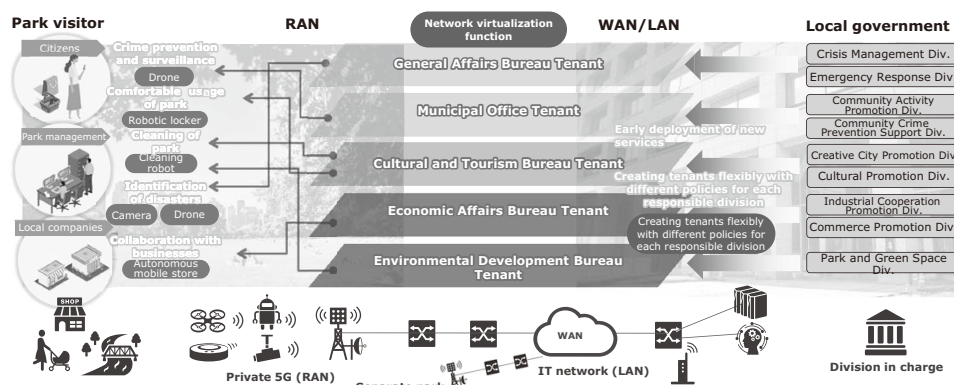 Park visitor
RAN
Network virtualization
function
WAN/LAN
Local government
Citizens
Crime prevention
and surveillance
Drone
Comfortable usage
of park
Robotic locker
Park management
Cleaning of
park
Cleaning
robot
Identification
of disasters
Camera
Drone
Local companies
Collaboration with
businesses
Autonomous
mobile store
General Affairs Bureau Tenant
Municipal Office Tenant
Cultural and Tourism Bureau Tenant
Economic Affairs Bureau Tenant
Environmental Development Bureau
Tenant
Early deployment of new
services
Creating tenants flexibly with
different policies for each
responsible division
Creating tenants flexibly
with different policies for
each responsible division
Crisis Management Div.
Emergency Response Div
Community Activity
Promotion Div.
Community Crime
Prevention Support Div.
Creative City Promotion Div
Cultural Promotion Div.
Industrial Cooperation
Promotion Div.
Commerce Promotion Div
Park and Green Space
Div.
SHOP
Private 5G (RAN)
WAN
IT network (LAN)
Division in charge